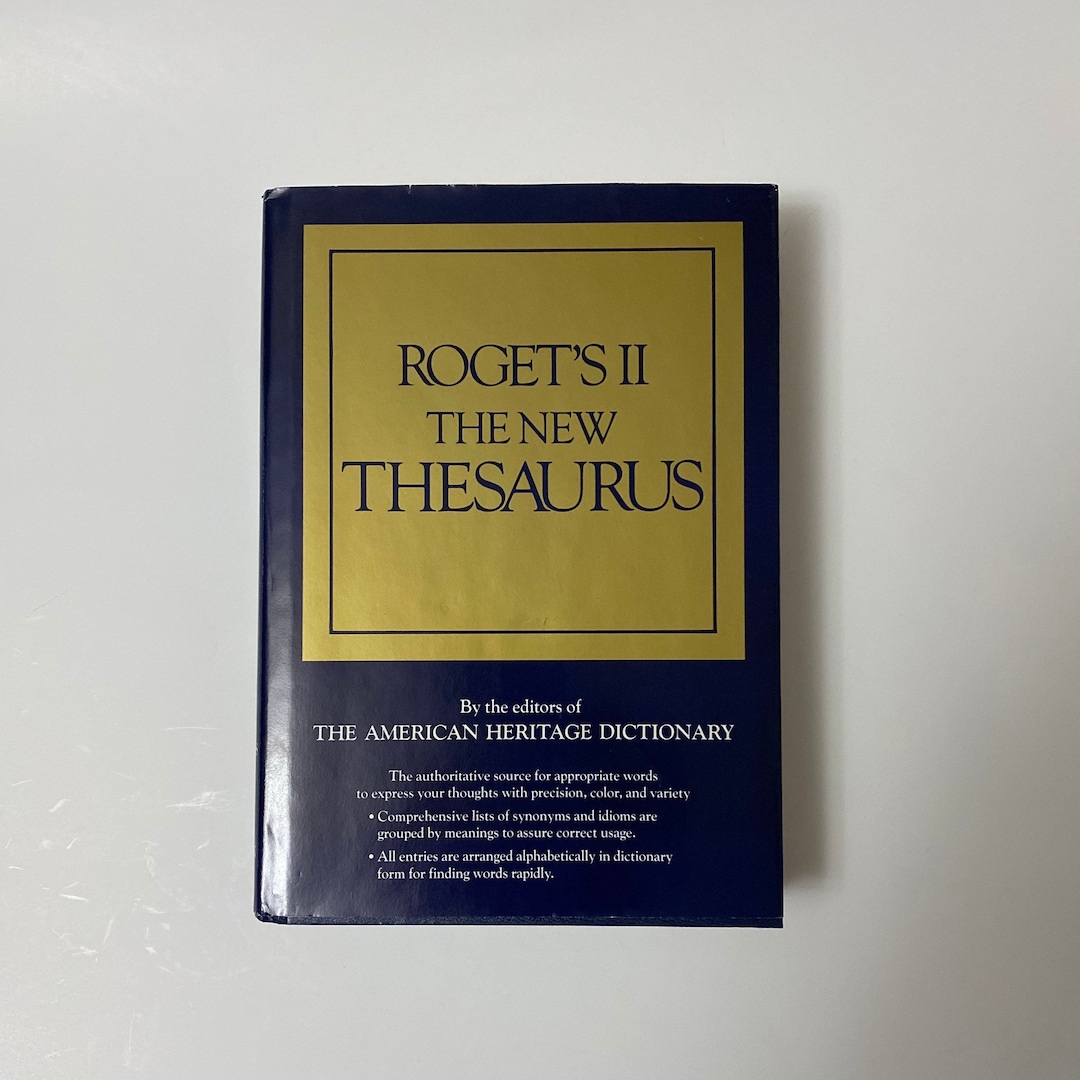 ROGET'S II
THE NEW
THESAURUS
By the editors of
THE AMERICAN HERITAGE DICTIONARY
The authoritative source for appropriate words
to express your thoughts with precision, color, and variety
• Comprehensive lists of synonyms and idioms are
grouped by meanings to assure correct usage.
• All entries are arranged alphabetically in dictionary
form for finding words rapidly.